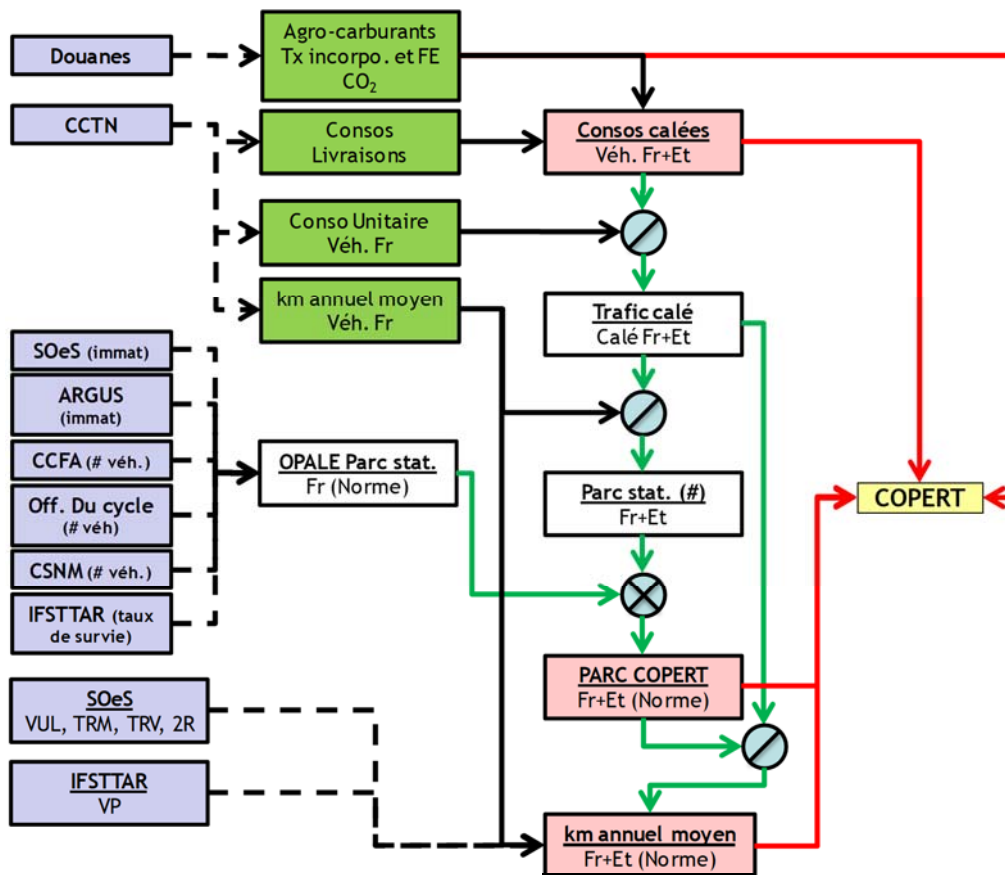 Douanes
Agro-carburants
Tx incorpo. et FE
CO₂
CCTN
Consos
Livraisons
Consos calées
Véh. Fr+Et
Conso Unitaire
Véh. Fr
km annuel moyen
Véh. Fr
Trafic calé
Calé Fr+Et
SOeS (immat)
ARGUS
(immat)
CCFA (# véh.)
Off. Du cycle
(# véh)
CSNM (# véh.)
IFSTTAR (taux
de survie)
OPALE Parc stat.
Fr (Norme)
Parc stat. (#)
Fr+Et
COPERT
PARC COPERT
Fr+Et (Norme)
SOeS
VUL, TRM, TRV, 2R
IFSTTAR
VP
km annuel moyen
Fr+Et (Norme)